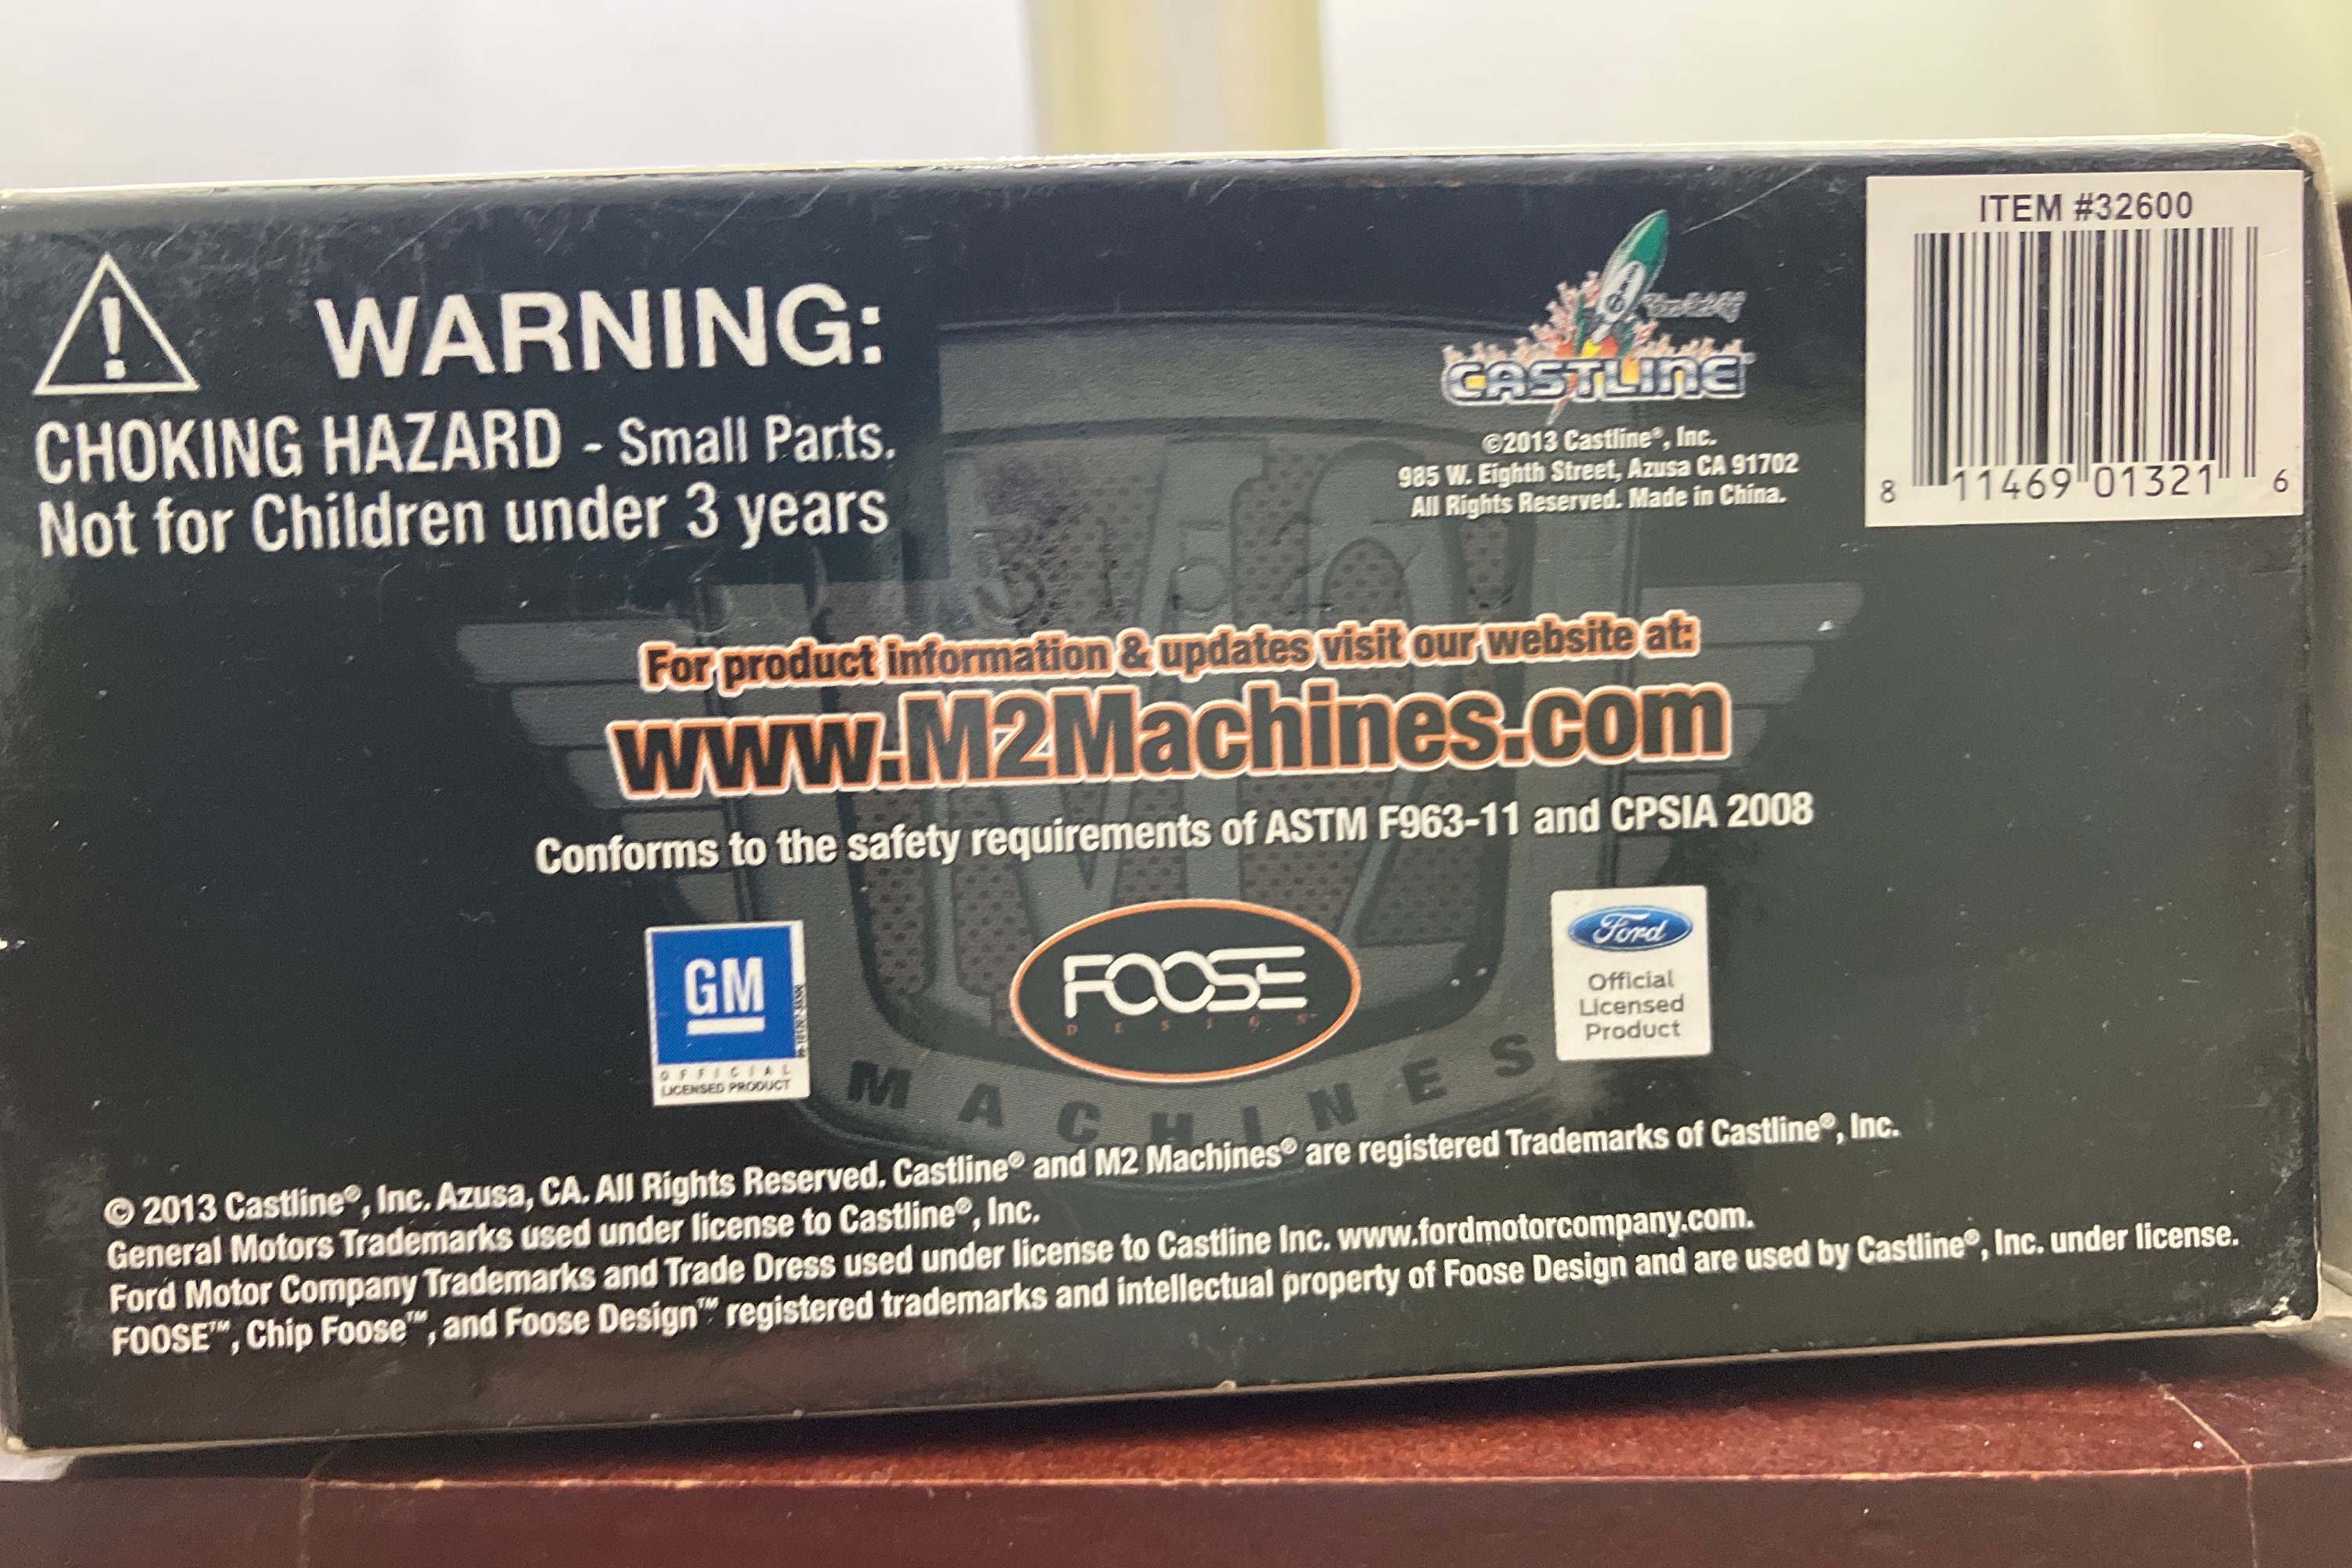 WARNING:
CHOKING HAZARD - Small Parts.
Not for Children under 3 years
CASTLINE
©2013 Castline®, Inc.
985 W. Eighth Street, Azusa CA 91702
All Rights Reserved. Made in China.
ITEM #32600
8 11469 01321 6
For product information & updates visit our website at:
www.M2Machines.com
Conforms to the safety requirements of ASTM F963-11 and CPSIA 2008
GM
OFFICIAL
LICENSED PRODUCT
FOOSE
DESIGN™
Ford
Official
Licensed
Product
MACHINES
© 2013 Castline®, Inc. Azusa, CA. All Rights Reserved. Castline® and M2 Machines® are registered Trademarks of Castline®, Inc.
General Motors Trademarks used under license to Castline®, Inc.
Ford Motor Company Trademarks and Trade Dress used under license to Castline Inc. www.fordmotorcompany.com.
FOOSE™, Chip Foose™, and Foose Design™ registered trademarks and intellectual property of Foose Design and are used by Castline®, Inc. under license.